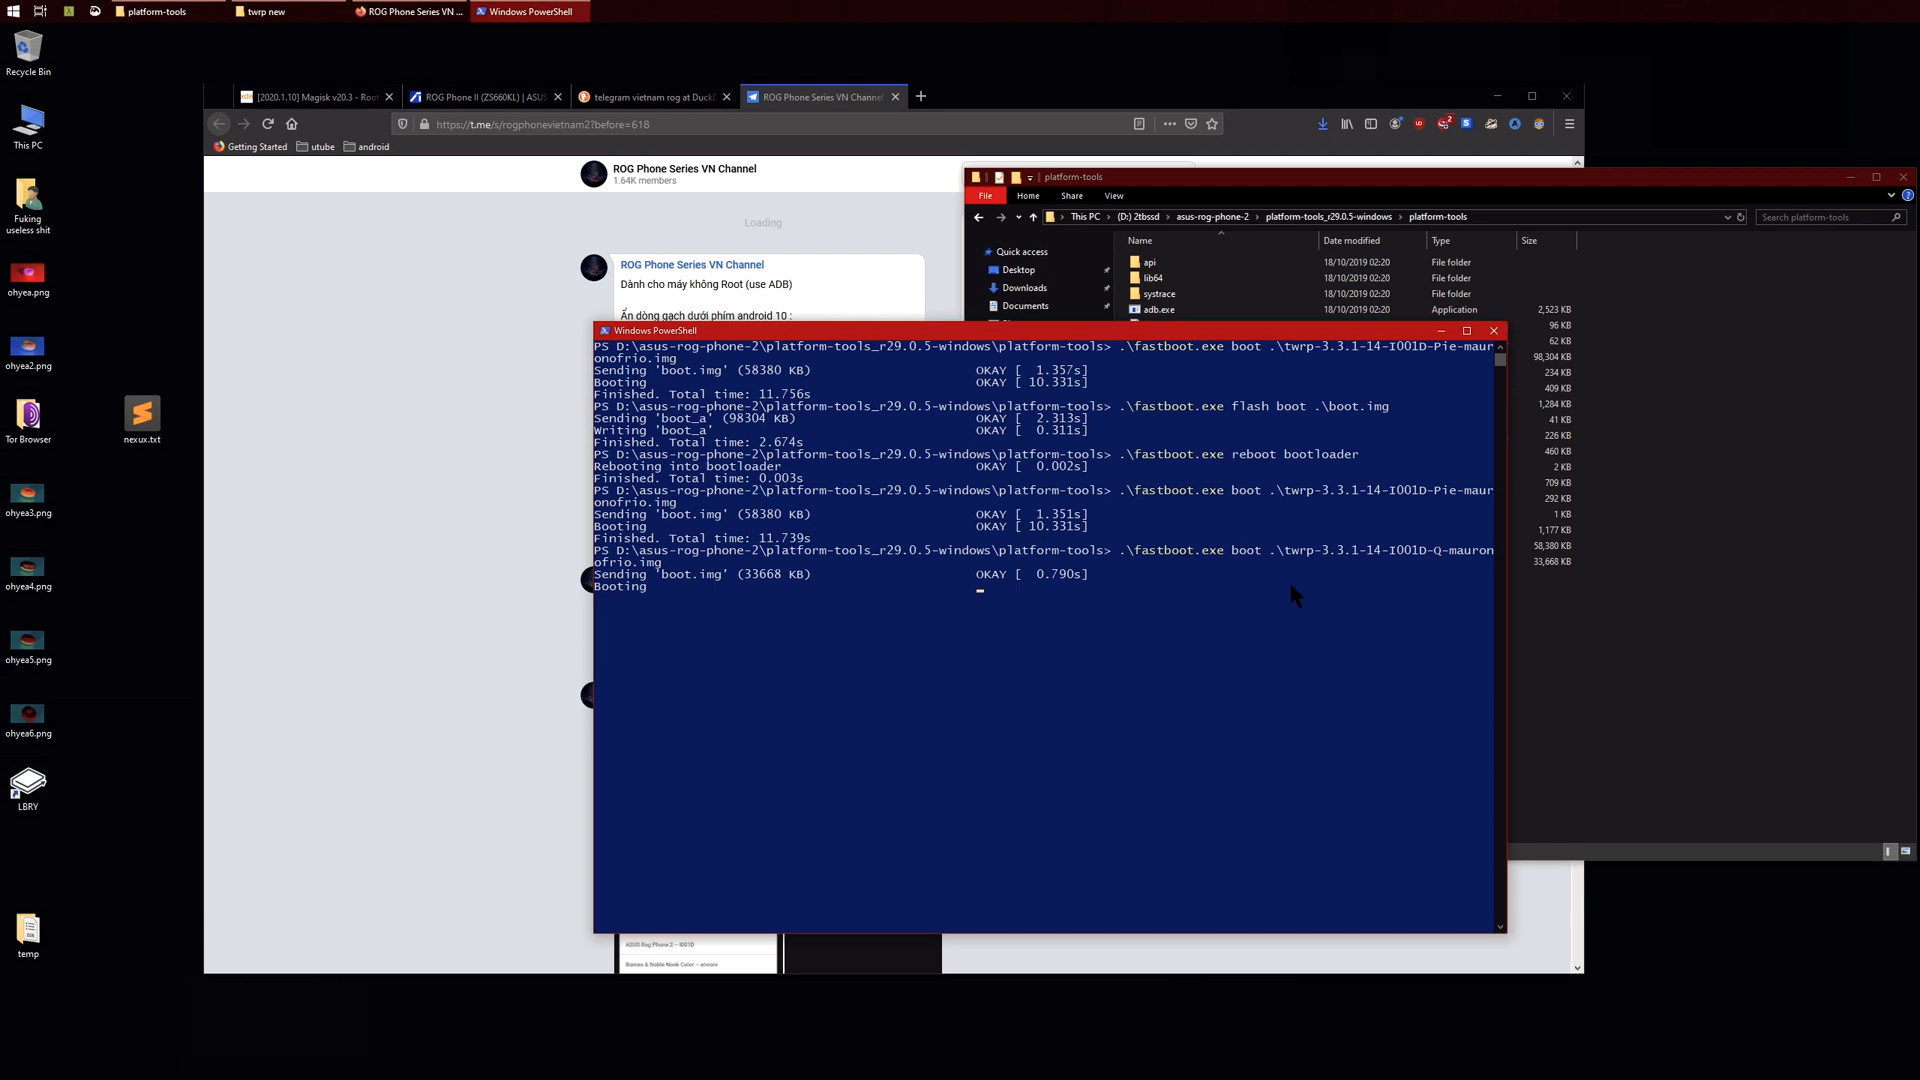 platform-tools
twrp new
ROG Phone Series VN ...
Windows PowerShell
Recycle Bin
This PC
Fuking
useless shit
ohyea.png
ohyea2.png
Tor Browser
nexux.txt
ohyea3.png
ohyea4.png
ohyea5.png
ohyea6.png
LBRY
temp
[2020.1.10] Magisk v20.3 - Root
ROG Phone II (ZS660KL) | ASUS
telegram vietnam rog at Duck
ROG Phone Series VN Channel
https://t.me/s/rogphonevietnam2?before=618
Getting Started
utube
android
ROG Phone Series VN Channel
1.64K members
Loading
ROG Phone Series VN Channel
Dành cho máy không Root (use ADB)
Ẩn dòng gạch dưới phím android 10 :
platform-tools
File
Home
Share
View
This PC
(D:) 2tbssd
asus-rog-phone-2
platform-tools_r29.0.5-windows
platform-tools
Search platform-tools
Name
Date modified
Type
Size
Quick access
Desktop
Downloads
Documents
api 18/10/2019 02:20 File folder
lib64 18/10/2019 02:20 File folder
systrace 18/10/2019 02:20 File folder
adb.exe 18/10/2019 02:20 Application 2,523 KB
96 KB
62 KB
98,304 KB
234 KB
409 KB
1,284 KB
41 KB
226 KB
460 KB
2 KB
709 KB
292 KB
1 KB
1,177 KB
58,380 KB
33,668 KB
Windows PowerShell
PS D:\asus-rog-phone-2\platform-tools_r29.0.5-windows\platform-tools> .\fastboot.exe boot .\twrp-3.3.1-14-I001D-Pie-maur
onofrio.img
Sending 'boot.img' (58380 KB) OKAY [ 1.357s]
Booting OKAY [ 10.331s]
Finished. Total time: 11.756s
PS D:\asus-rog-phone-2\platform-tools_r29.0.5-windows\platform-tools> .\fastboot.exe flash boot .\boot.img
Sending 'boot_a' (98304 KB) OKAY [ 2.313s]
Writing 'boot_a' OKAY [ 0.311s]
Finished. Total time: 2.674s
PS D:\asus-rog-phone-2\platform-tools_r29.0.5-windows\platform-tools> .\fastboot.exe reboot bootloader
Rebooting into bootloader OKAY [ 0.002s]
Finished. Total time: 0.003s
PS D:\asus-rog-phone-2\platform-tools_r29.0.5-windows\platform-tools> .\fastboot.exe boot .\twrp-3.3.1-14-I001D-Pie-maur
onofrio.img
Sending 'boot.img' (58380 KB) OKAY [ 1.351s]
Booting OKAY [ 10.331s]
Finished. Total time: 11.739s
PS D:\asus-rog-phone-2\platform-tools_r29.0.5-windows\platform-tools> .\fastboot.exe boot .\twrp-3.3.1-14-I001D-Q-mauron
ofrio.img
Sending 'boot.img' (33668 KB) OKAY [ 0.790s]
Booting
ASUS Rog Phone 2 -- I001D
Barnes & Noble Nook Color -- encore